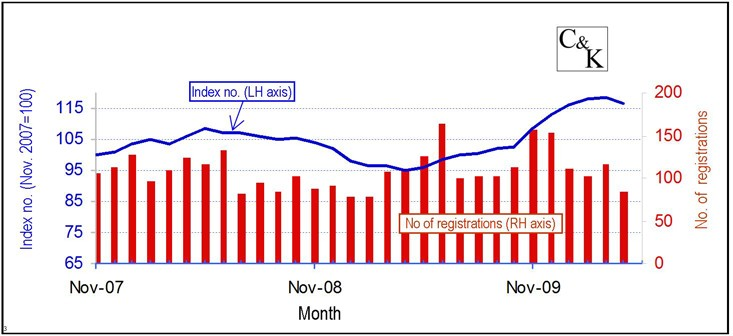 C&
K
Index no. (LH axis)
Index no. (Nov. 2007=100)
115
105
95
85
75
65
200
150
100
50
0
No. of registrations
No of registrations (RH axis)
Nov-07
Nov-08
Nov-09
Month
3